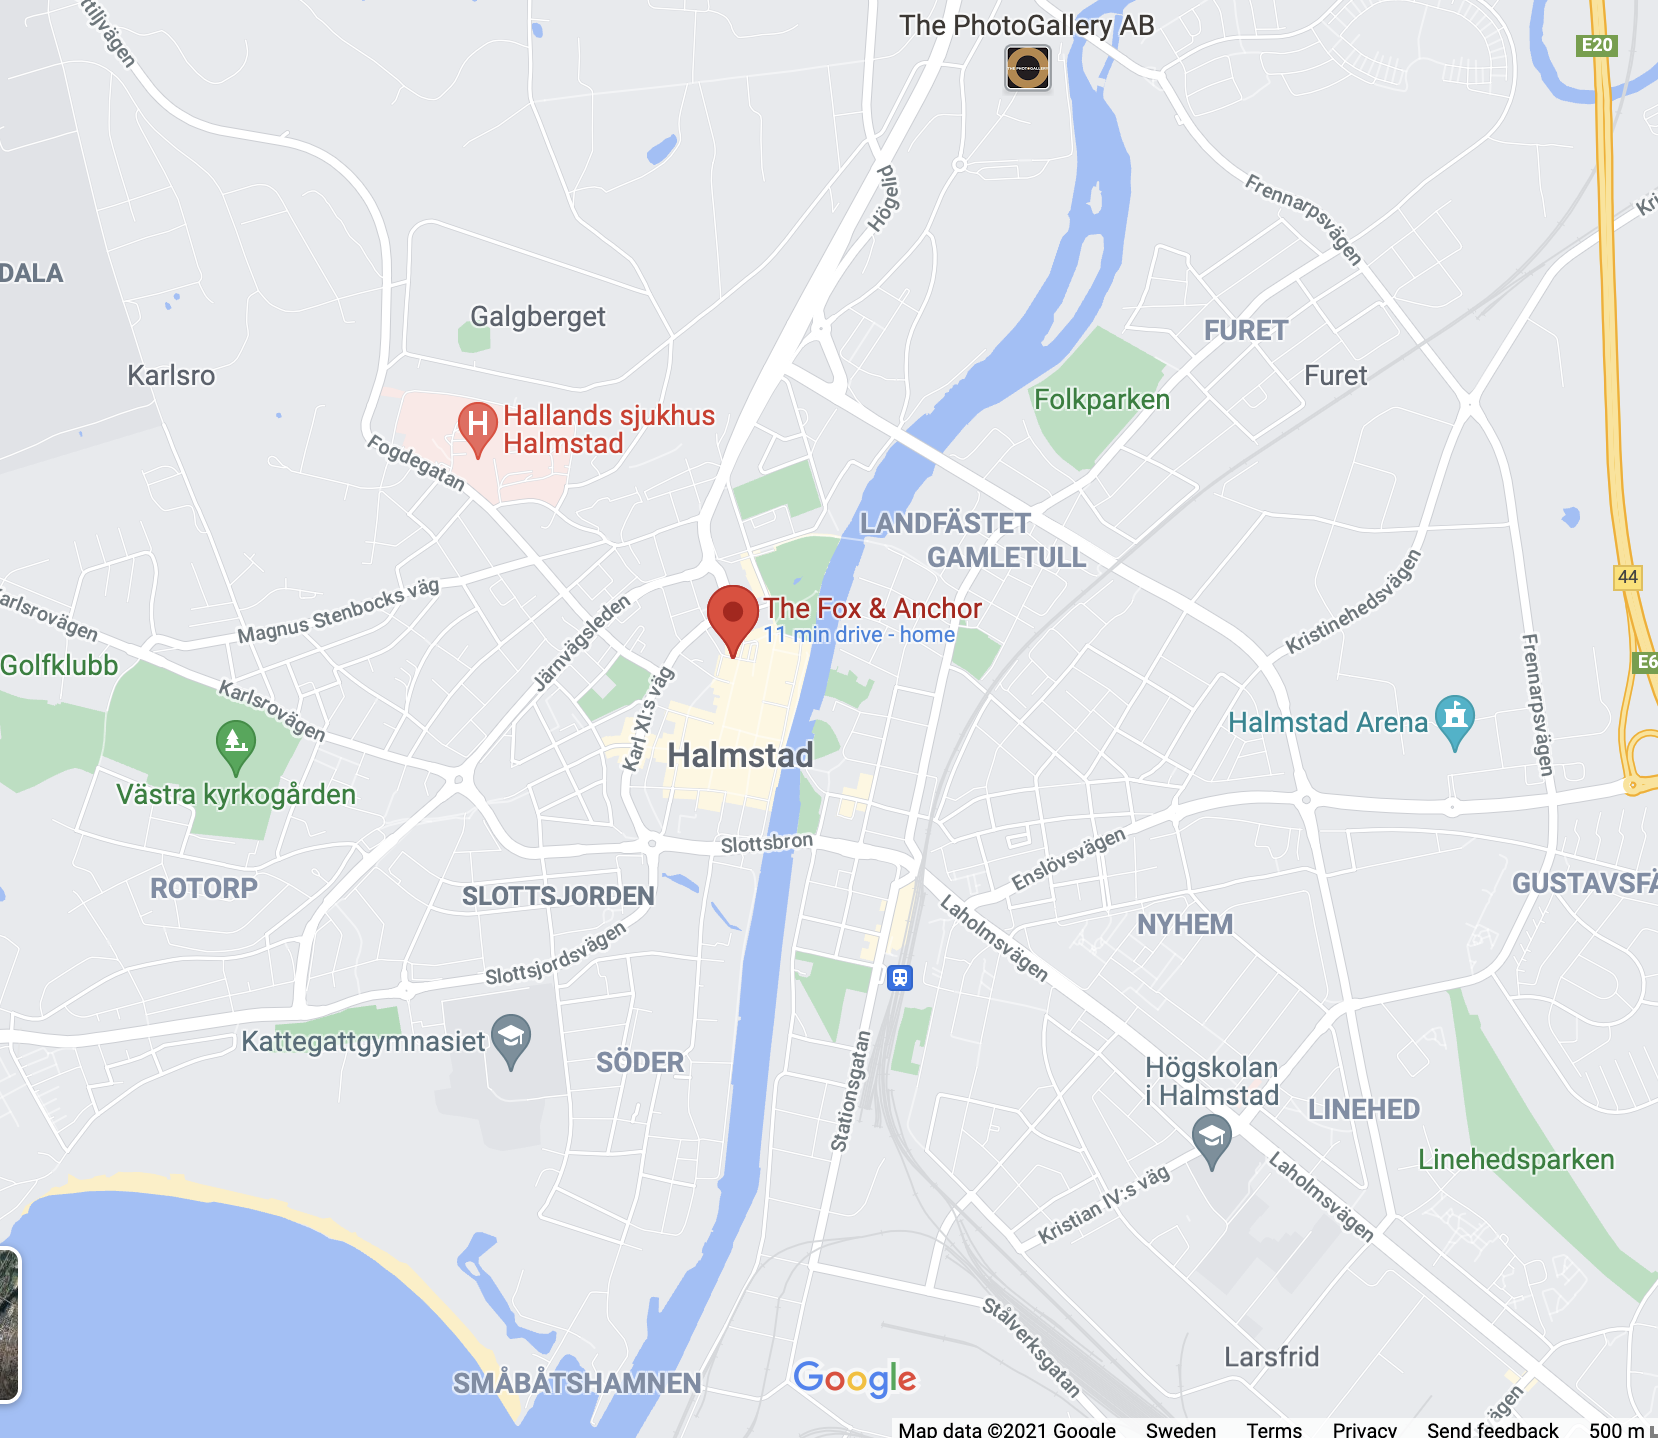 The PhotoGallery AB
THE PHOTOGALLERY
E20
Högelid
Frennarpsvägen
DALA
Galgberget
FURET
Karlsro
Furet
Folkparken
Hallands sjukhus
Halmstad
Fogdegatan
LANDFÄSTET
GAMLETULL
44
Magnus Stenbocks väg
Karlsrovägen
The Fox & Anchor
11 min drive - home
Järnvägsleden
Kristinehedsvägen
Golfklubb
E6
Karlsrovägen
Karl XI:s väg
Frennarpsvägen
Halmstad Arena
Halmstad
Västra kyrkogården
Slottsbron
Enslövsvägen
ROTORP
SLOTTSJORDEN
GUSTAVSFÄ
NYHEM
Laholmsvägen
Slottsjordsvägen
Kattegattgymnasiet
SÖDER
Stationsgatan
Högskolan
i Halmstad
LINEHED
Linehedsparken
Kristian IV:s väg
Laholmsvägen
Stålverksgatan
Larsfrid
SMÅBÅTSHAMNEN
Google
Map data ©2021 Google Sweden Terms Privacy Send feedback 500 m